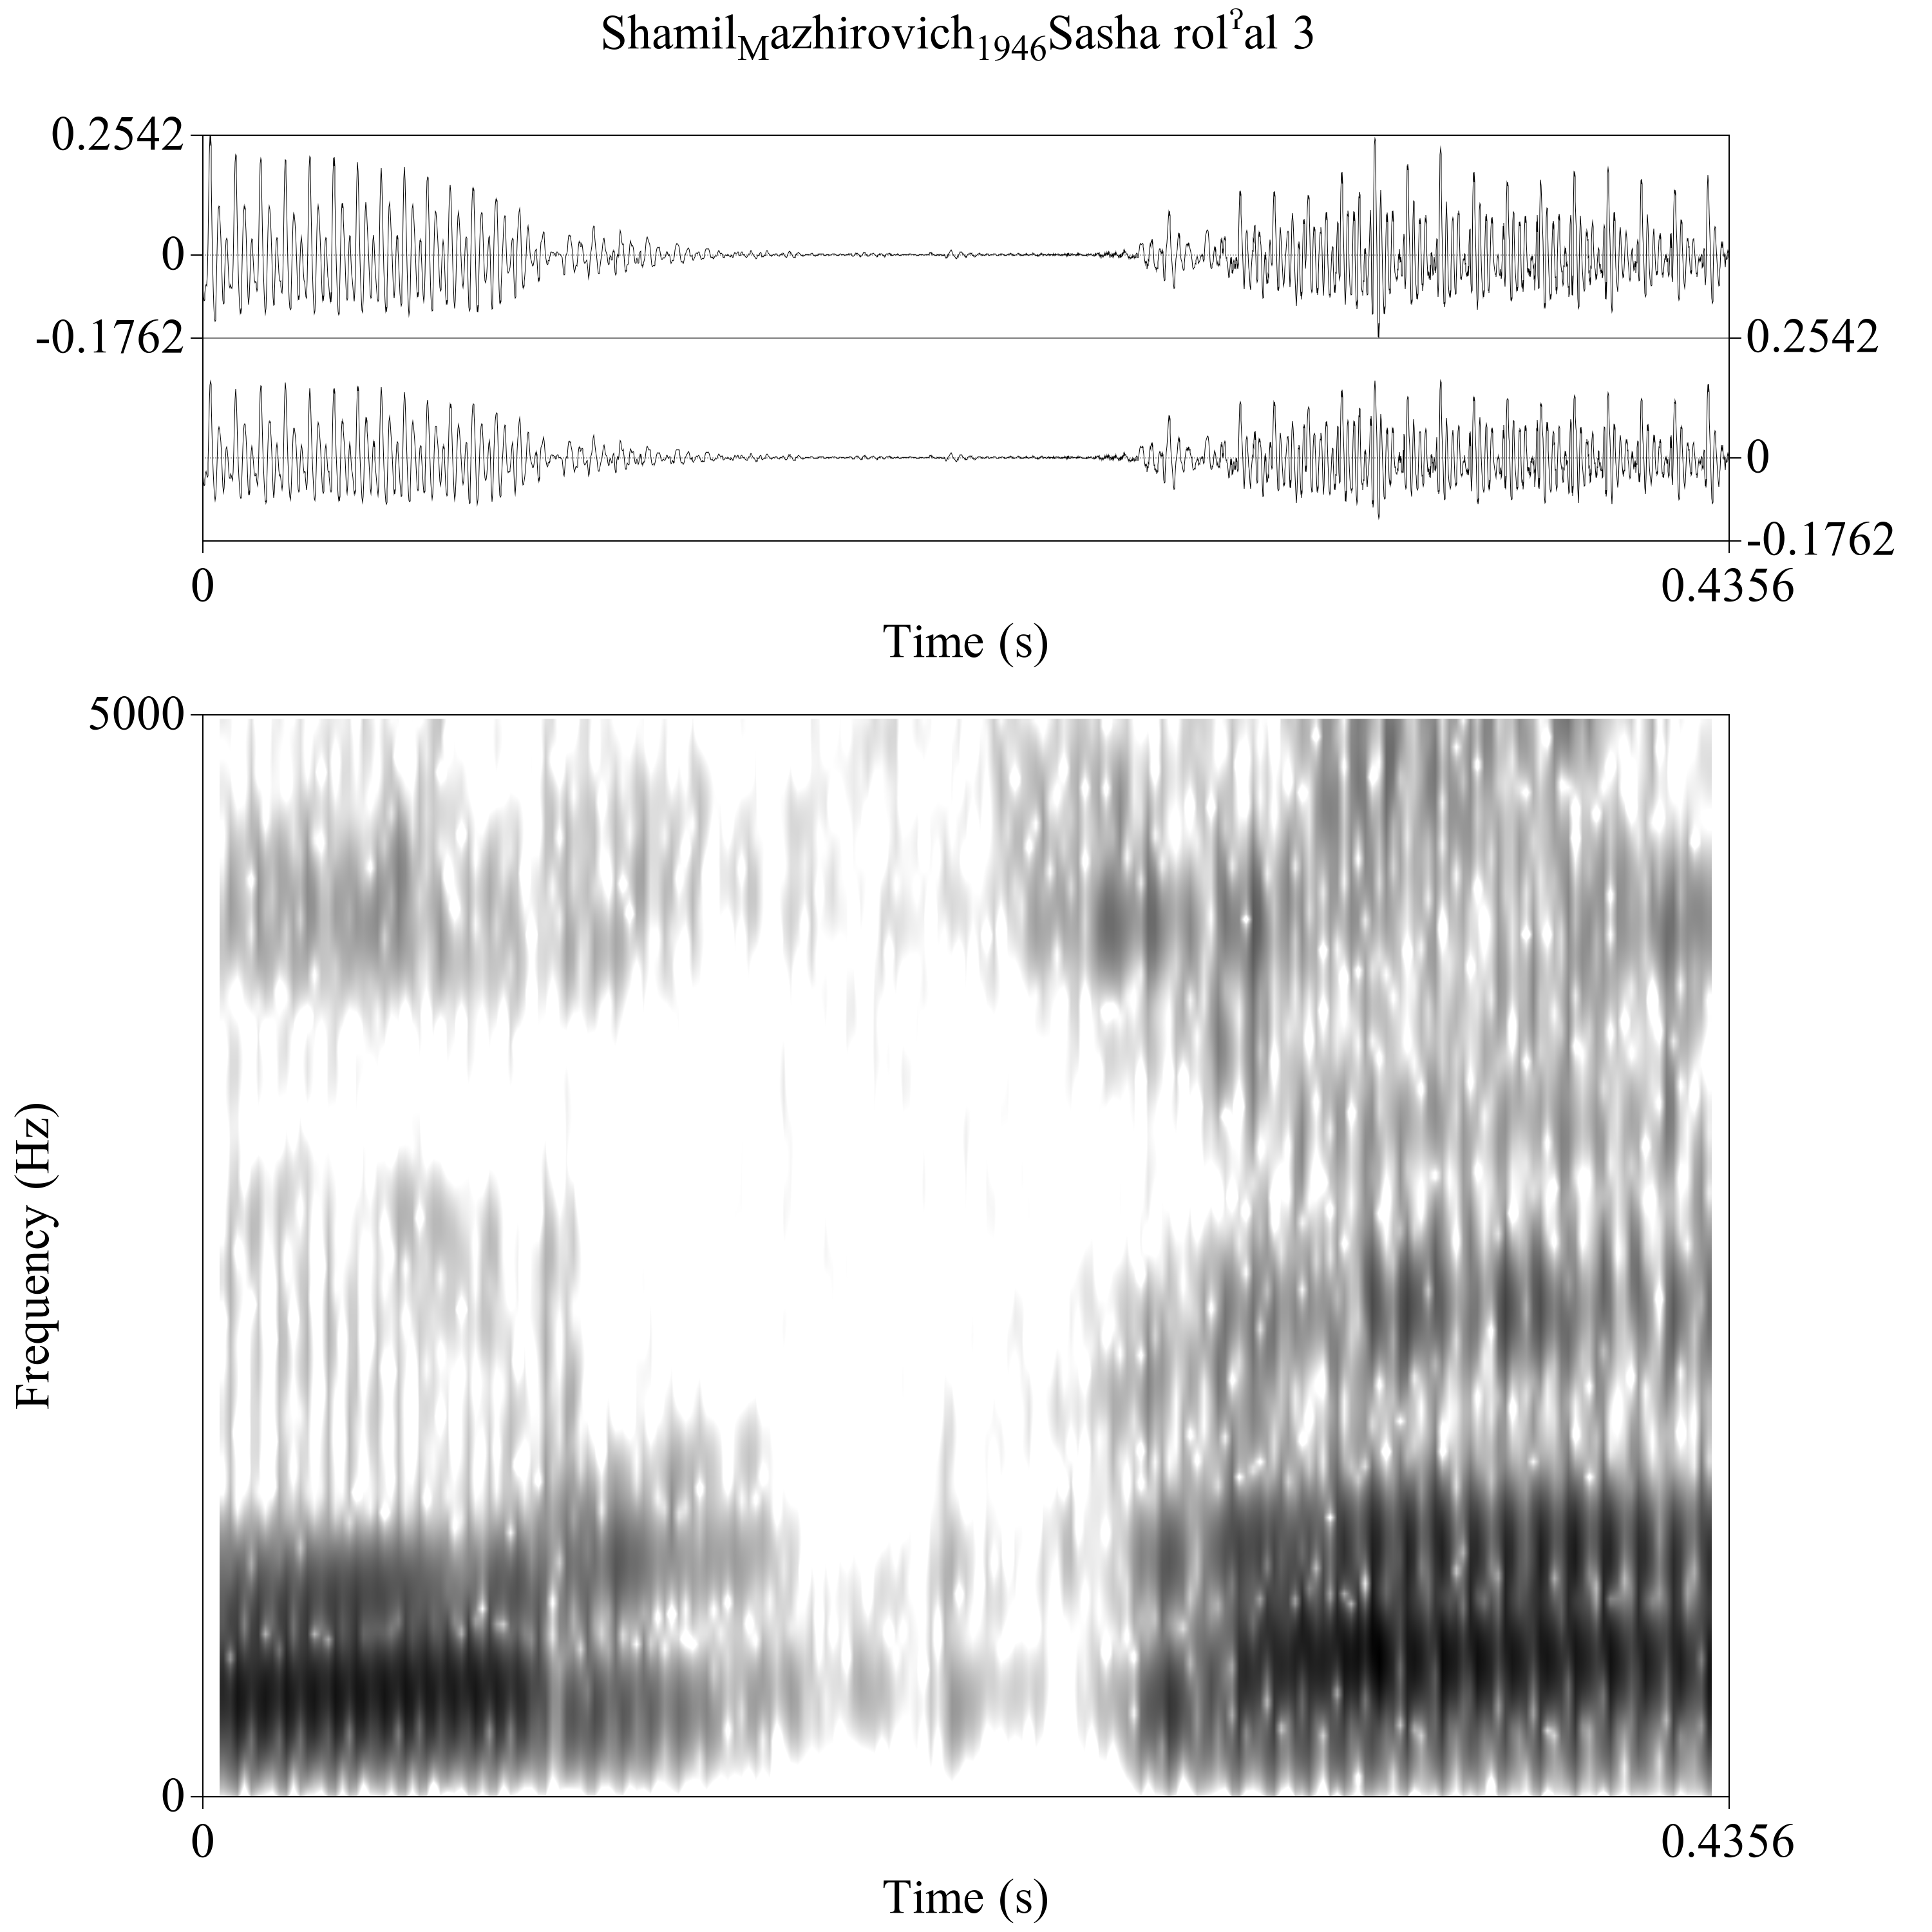 Shamil_Mazhirovich_1946Sasha rolˀal 3
0.2542
0
-0.1762 0.2542
0
-0.1762
0 0.4356
Time (s)
5000
Frequency (Hz)
0
0 0.4356
Time (s)